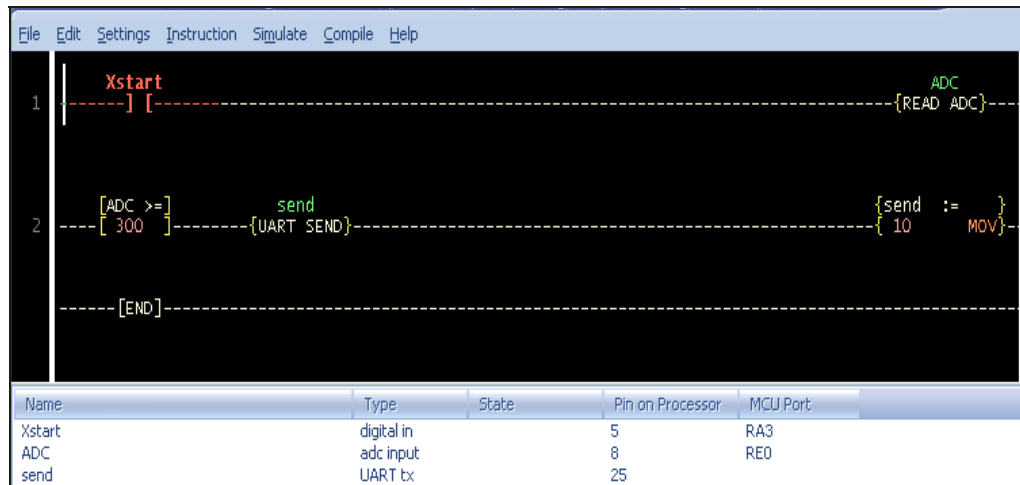 File Edit Settings Instruction Simulate Compile Help
Xstart ADC
1 -------] [-------{READ ADC}----
[ADC >=] send {send := }
2 ----[ 300 ]--------{UART SEND}-------{ 10 MOV}-
------[END]------
Name Type State Pin on Processor MCU Port
Xstart digital in 5 RA3
ADC adc input 8 RE0
send UART tx 25